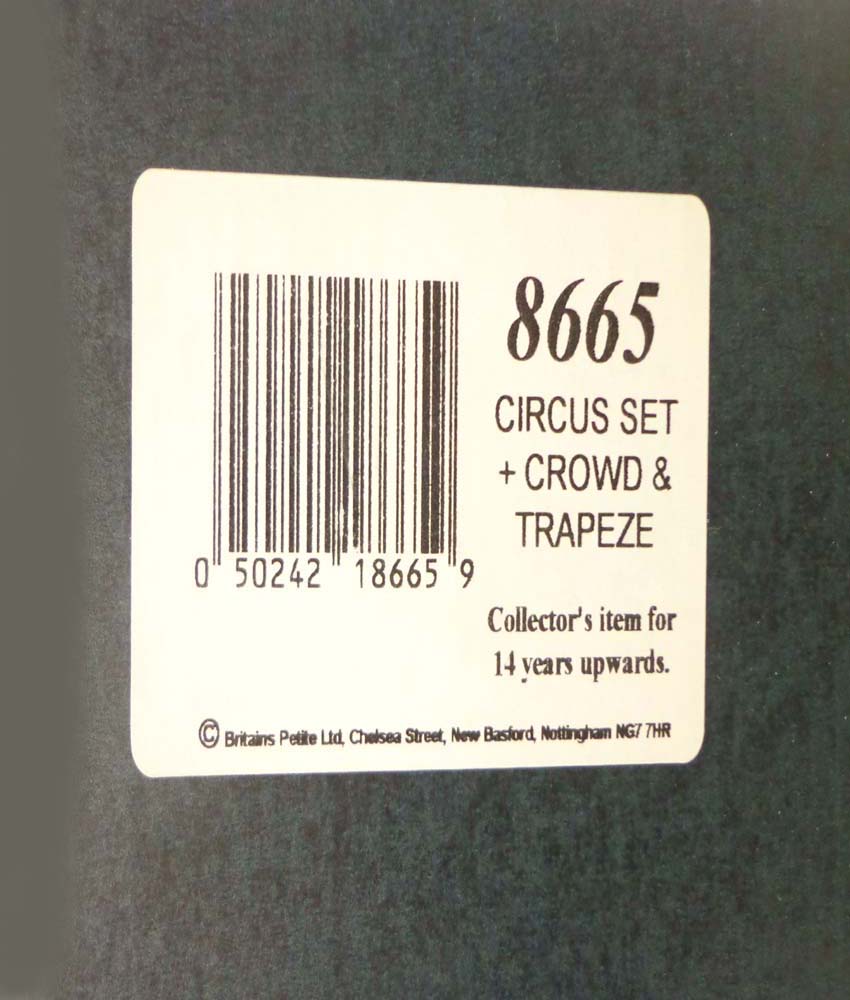 8665
CIRCUS SET
+ CROWD &
TRAPEZE
0 50242 18665 9
Collector's item for
14 years upwards.
© Britains Petite Ltd, Chelsea Street, New Basford, Nottingham NG7 7HR